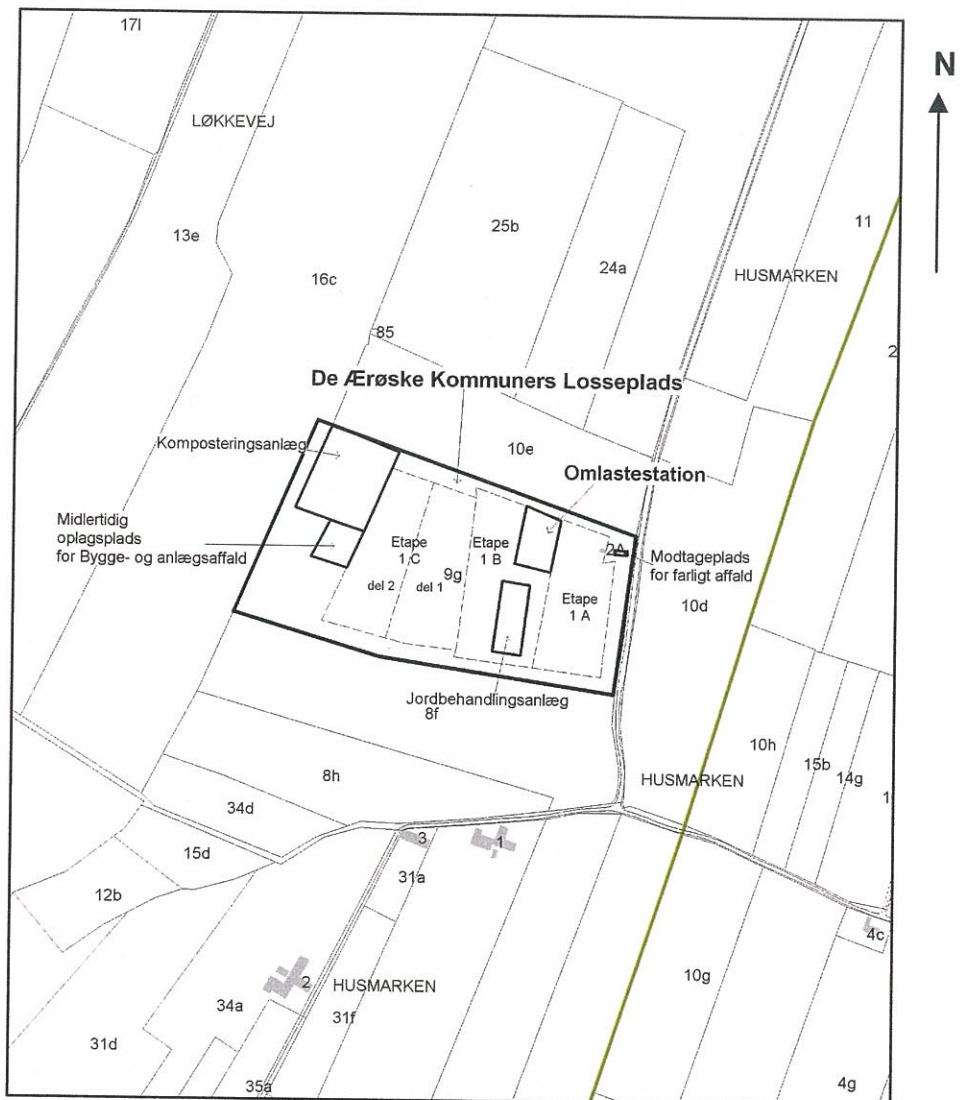 17l
N
LØKKEVEJ
13e
25b
11
16c
24a
HUSMARKEN
85
2
De Ærøske Kommuners Losseplads
Komposteringsanlæg
10e
Omlastestation
Midlertidig
oplagsplads
for Bygge- og anlægsaffald
Etape
1 C
del 2
del 1
9g
Etape
1 B
2A
Modtageplads
for farligt affald
Etape
1 A
10d
Jordbehandlingsanlæg
8f
10h
15b
14g
1
8h
HUSMARKEN
34d
3
1
15d
31a
12b
4c
2
HUSMARKEN
10g
34a
31f
31d
35a
4g